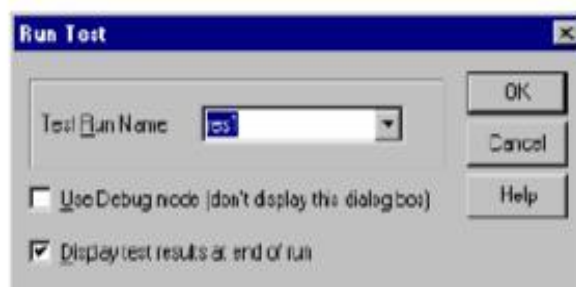 Run Test
Test Run Name res1
OK
Cancel
Help
Use Debug mode (don't display this dialog box)
Display test results at end of run